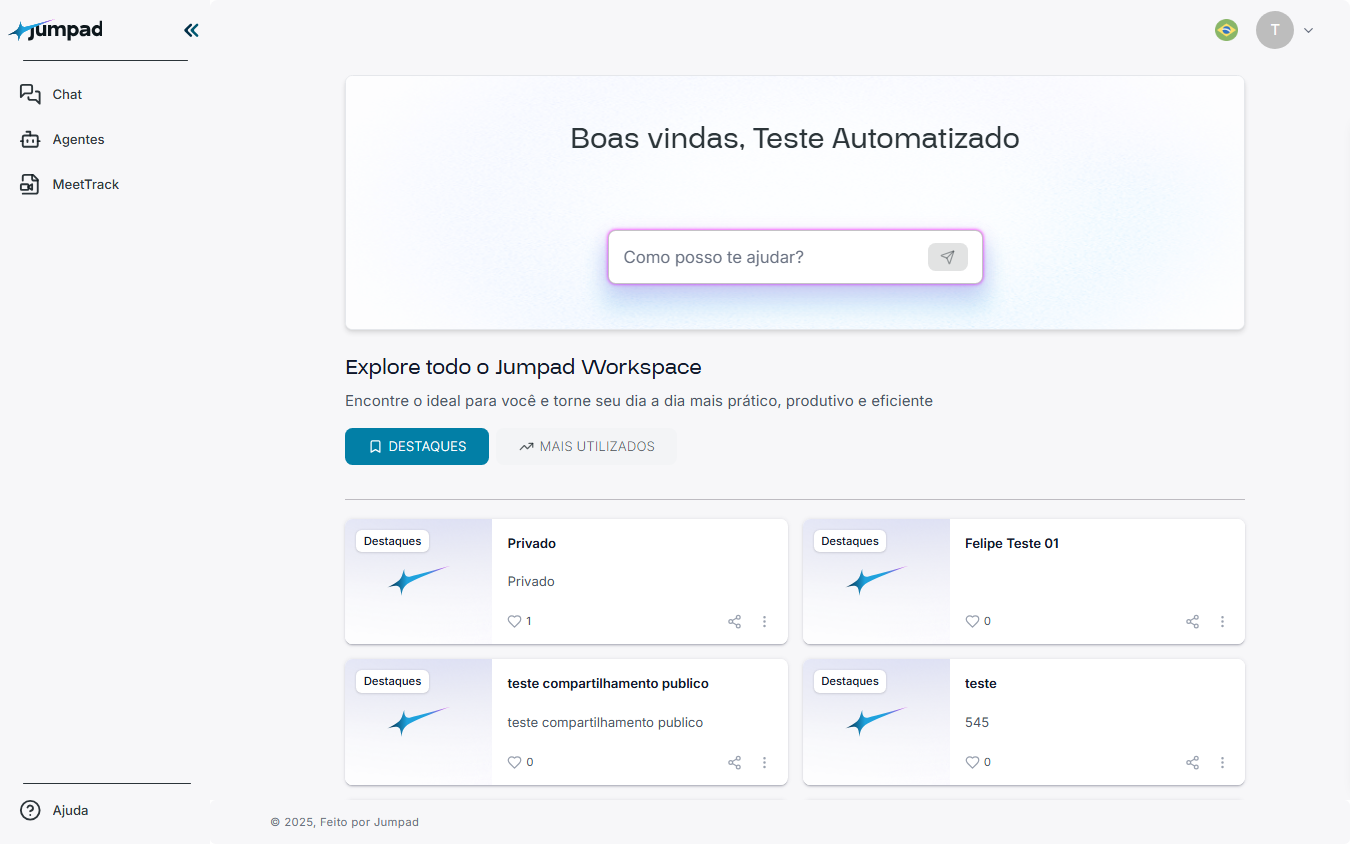 Jumpad
T
Chat
Agentes
MeetTrack
Boas vindas, Teste Automatizado
Como posso te ajudar?
Explore todo o Jumpad Workspace
Encontre o ideal para você e torne seu dia a dia mais prático, produtivo e eficiente
DESTAQUES
MAIS UTILIZADOS
Destaques
Privado
Privado
1
Destaques
Felipe Teste 01
0
Destaques
teste compartilhamento publico
teste compartilhamento publico
0
Destaques
teste
545
0
Ajuda
© 2025, Feito por Jumpad